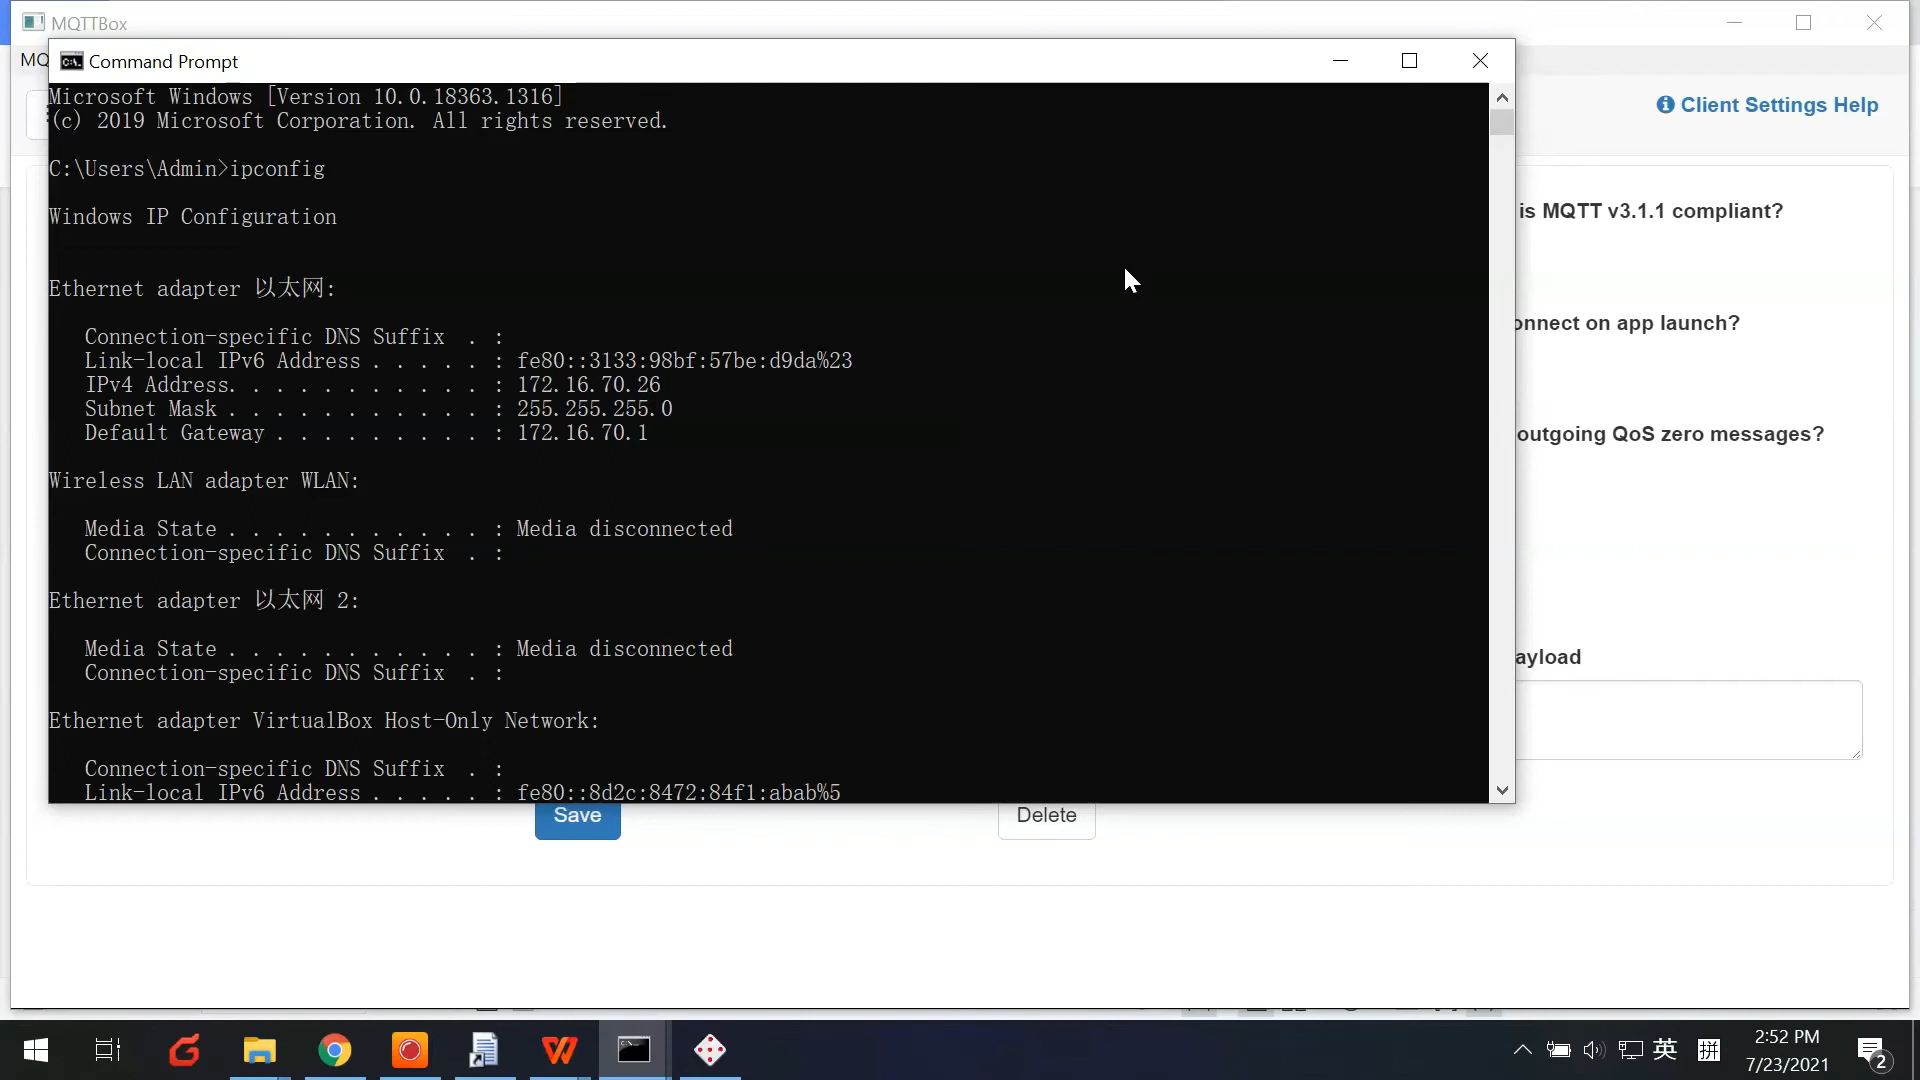 MQTTBox
MQ
Command Prompt
Client Settings Help
Microsoft Windows [Version 10.0.18363.1316]
(c) 2019 Microsoft Corporation. All rights reserved.
C:\Users\Admin>ipconfig
Windows IP Configuration
is MQTT v3.1.1 compliant?
Ethernet adapter 以太网:
onnect on app launch?
Connection-specific DNS Suffix . :
Link-local IPv6 Address . . . . . : fe80::3133:98bf:57be:d9da%23
IPv4 Address. . . . . . . . . . . : 172.16.70.26
Subnet Mask . . . . . . . . . . . : 255.255.255.0
Default Gateway . . . . . . . . . : 172.16.70.1
outgoing QoS zero messages?
Wireless LAN adapter WLAN:
Media State . . . . . . . . . . . : Media disconnected
Connection-specific DNS Suffix . :
Ethernet adapter 以太网 2:
Media State . . . . . . . . . . . : Media disconnected
Connection-specific DNS Suffix . :
ayload
Ethernet adapter VirtualBox Host-Only Network:
Connection-specific DNS Suffix . :
Link-local IPv6 Address . . . . . : fe80::8d2c:8472:84f1:abab%5
Save
Delete
英
拼
2:52 PM
7/23/2021
2